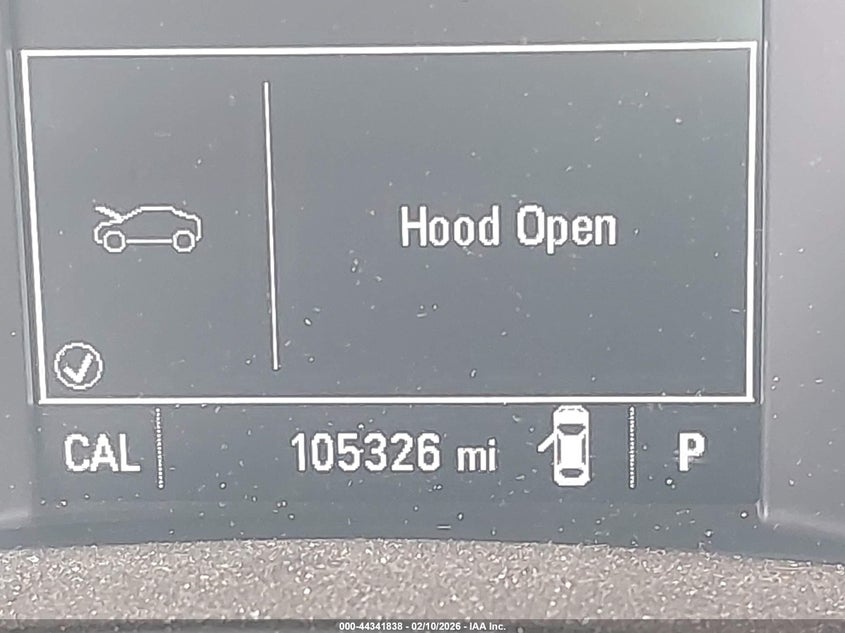 Hood Open
CAL 105326 mi P
000-44341838 - 02/10/2026 - IAA Inc.